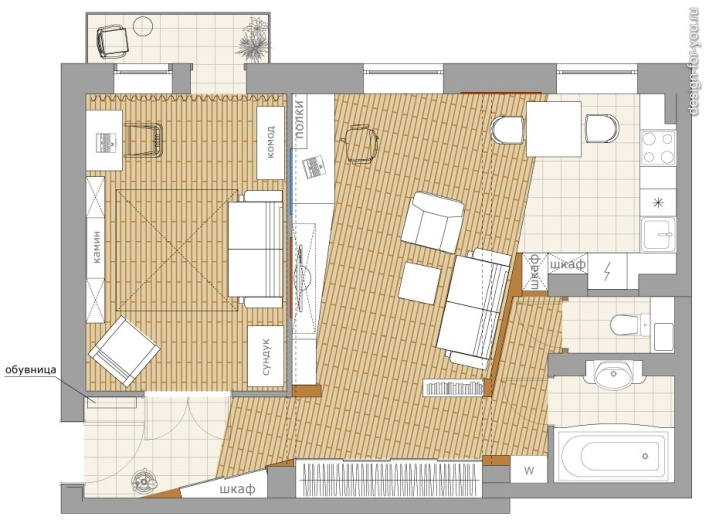 design-for-you.ru
ПОЛКИ
комод
камин
шкаф
шкаф
сундук
обувница
шкаф
W